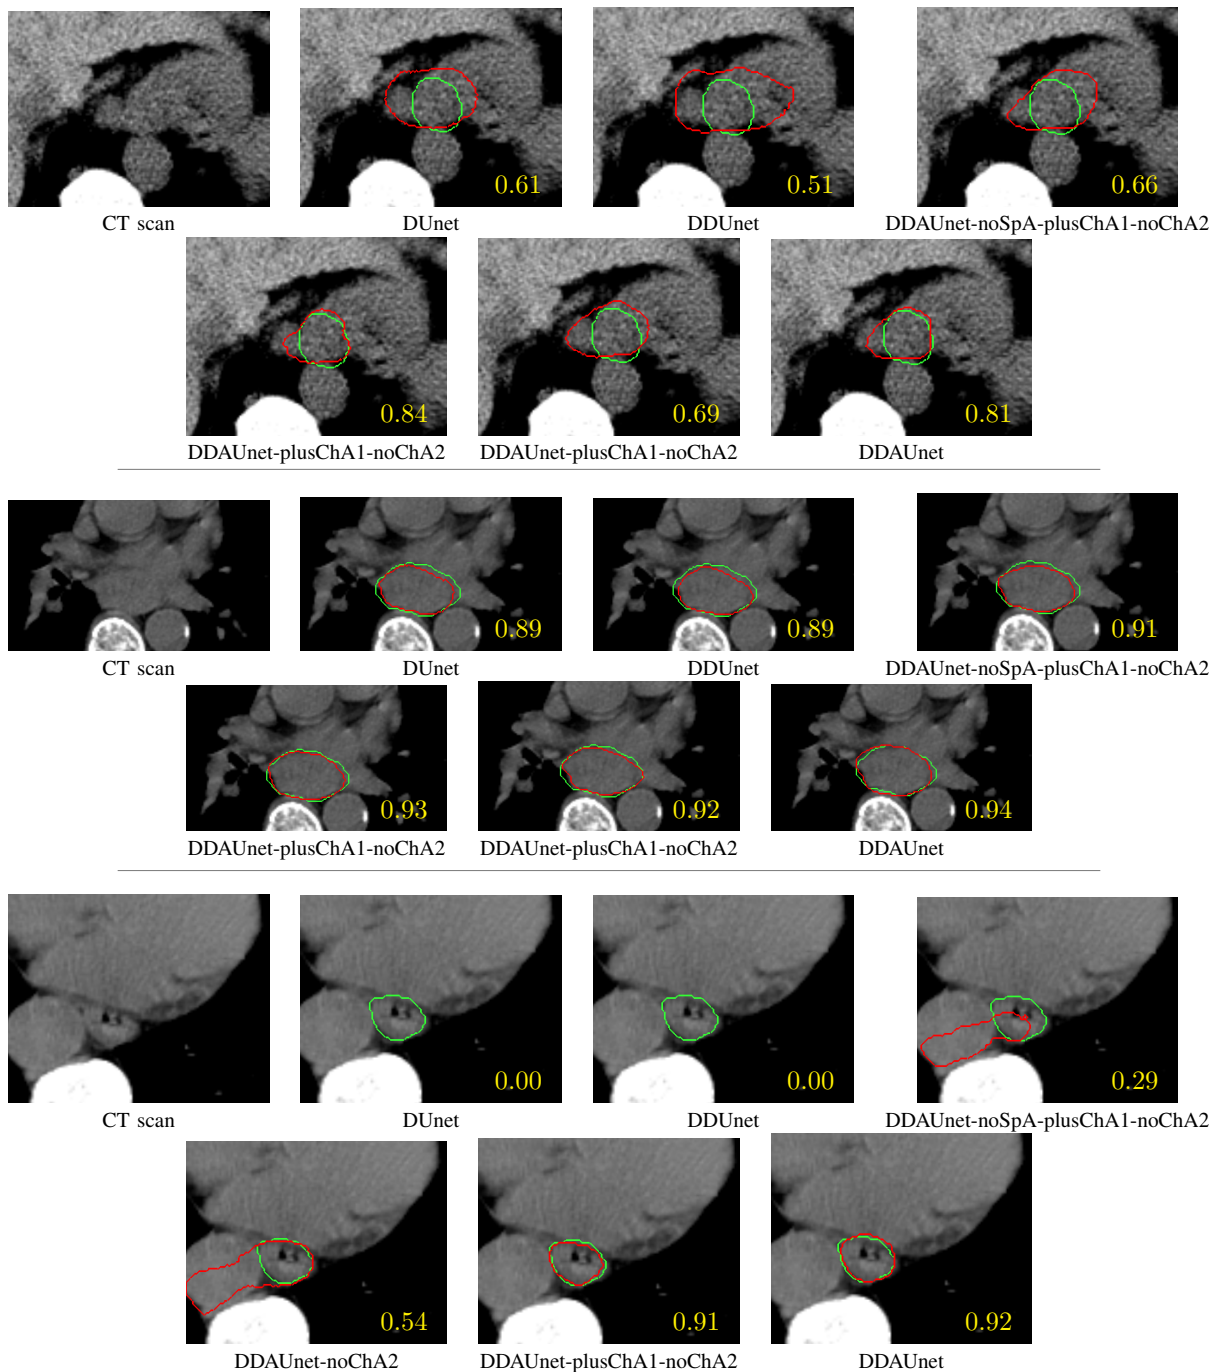 0.61 0.51 0.66
CT scan DUnet DDUnet DDAUnet-noSpA-plusChA1-noChA2
0.84 0.69 0.81
DDAUnet-plusChA1-noChA2 DDAUnet-plusChA1-noChA2 DDAUnet
0.89 0.89 0.91
CT scan DUnet DDUnet DDAUnet-noSpA-plusChA1-noChA2
0.93 0.92 0.94
DDAUnet-plusChA1-noChA2 DDAUnet-plusChA1-noChA2 DDAUnet
0.00 0.00 0.29
CT scan DUnet DDUnet DDAUnet-noSpA-plusChA1-noChA2
0.54 0.91 0.92
DDAUnet-noChA2 DDAUnet-plusChA1-noChA2 DDAUnet